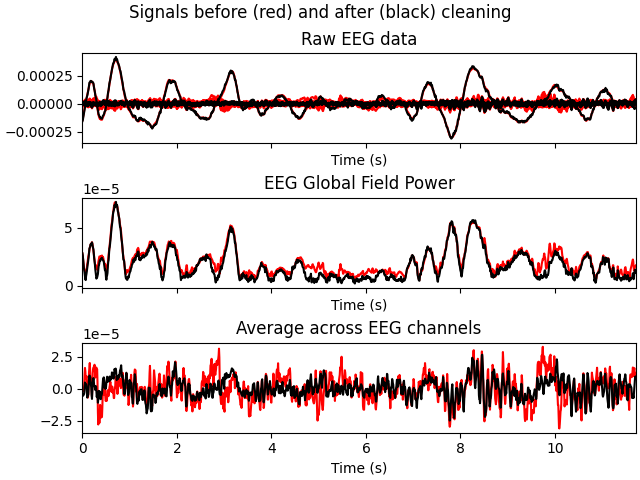 Signals before (red) and after (black) cleaning
Raw EEG data
0.00025
0.00000
−0.00025
Time (s)
EEG Global Field Power
1e−5
5
0
Time (s)
Average across EEG channels
1e−5
2.5
0.0
−2.5
0 2 4 6 8 10
Time (s)